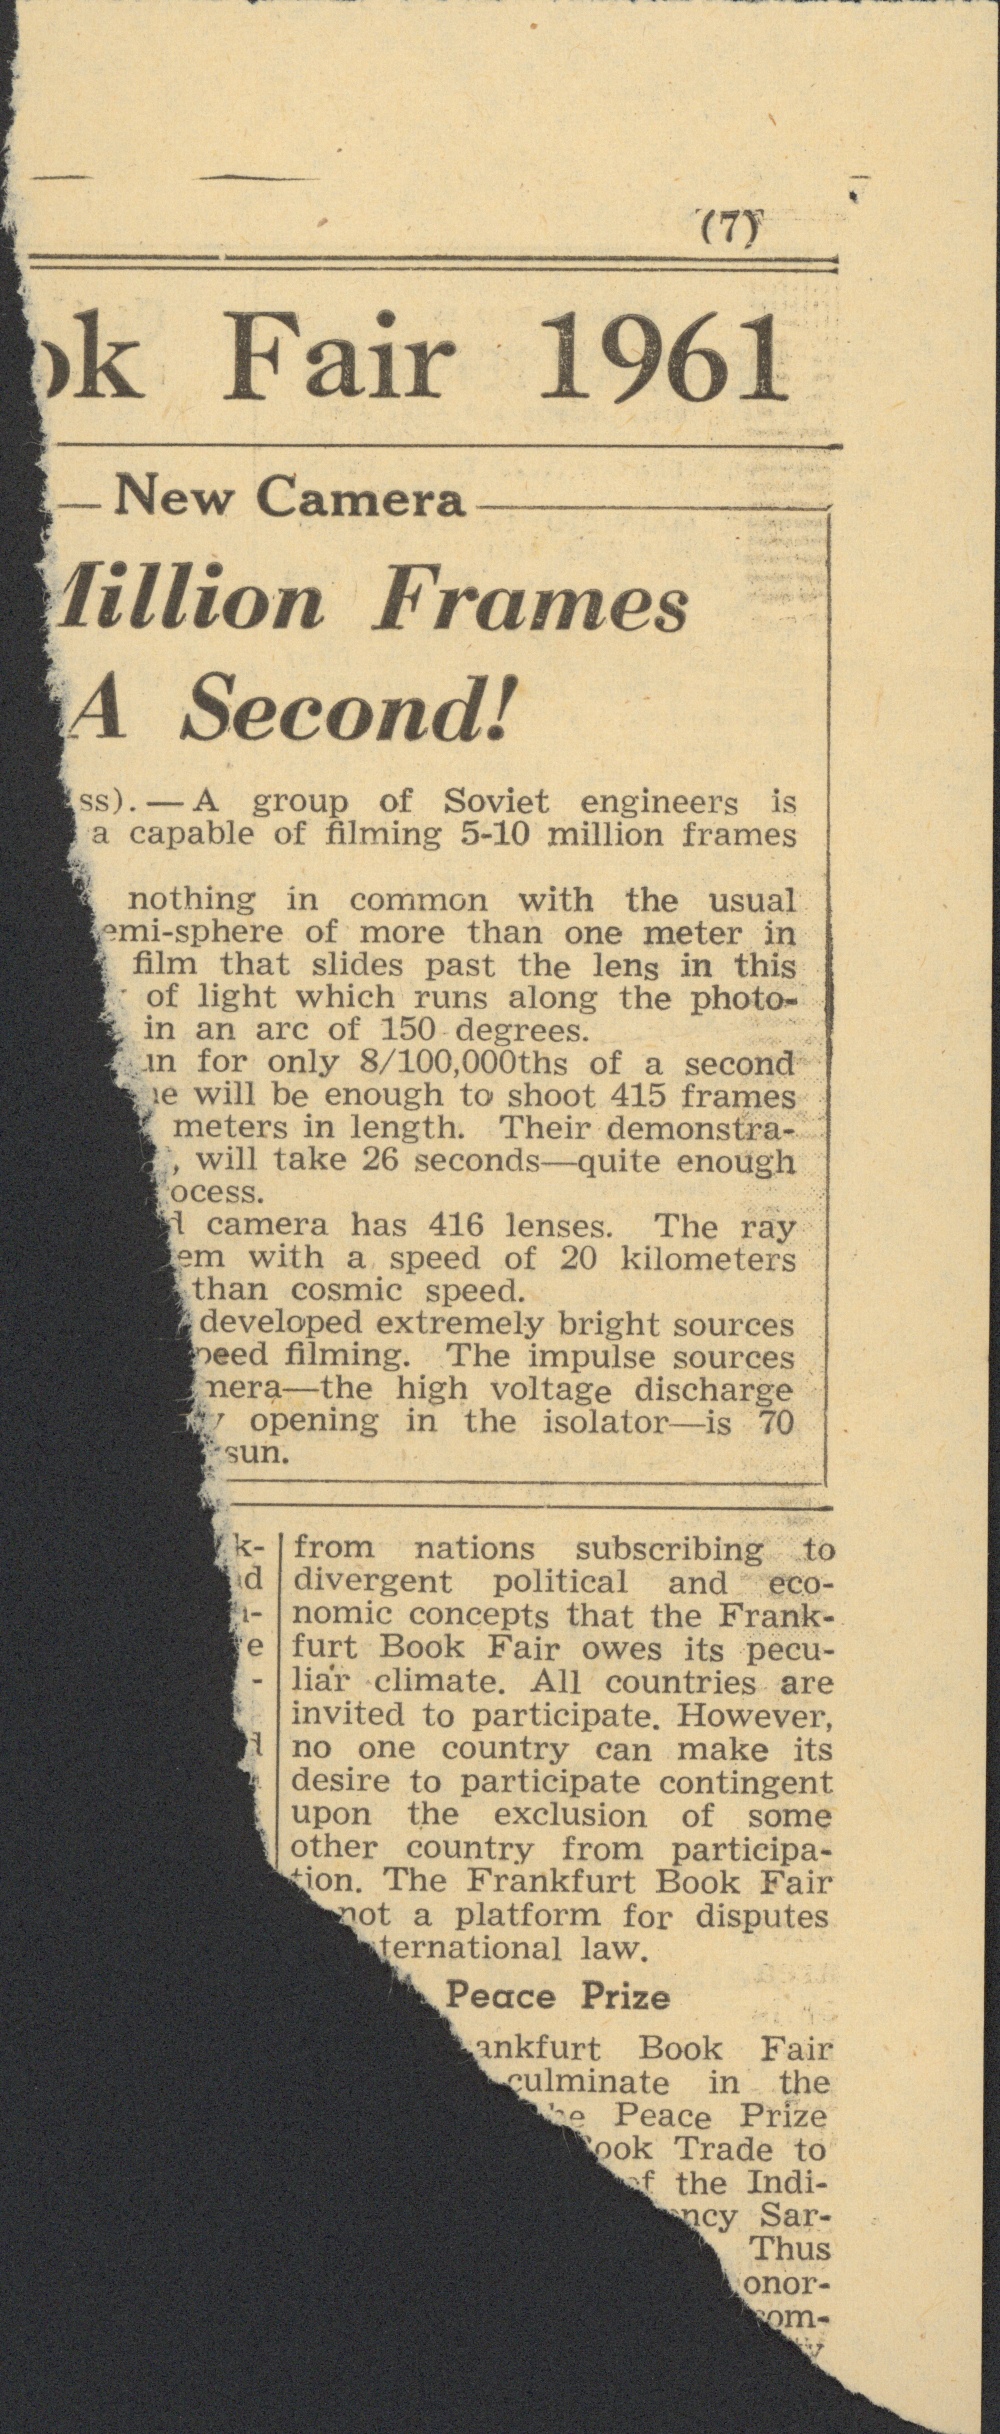 (7)
Fair 1961
New Camera
Frames
A Second!
A group of Soviet engineers is
a capable of filming 5-10 million frames
nothing in common with the usual
emi-sphere of more than one meter in
film that slides past the lens in this
of light which runs along the photo-
in an arc of 150 degrees.
for only 8/100,000ths of a second
will be enough to shoot 415 frames
meters in length. Their demonstra-
, will take 26 seconds—quite enough
ocess.
camera has 416 lenses. The ray
em with a speed of 20 kilometers
than cosmic speed.
developed extremely bright sources
peed filming. The impulse sources
mera—the high voltage discharge
opening in the isolator—is 70
sun.
k-
d
-
e
-
d
from nations subscribing to
divergent political and eco-
nomic concepts that the Frank-
furt Book Fair owes its pecu-
liar climate. All countries are
invited to participate. However,
no one country can make its
desire to participate contingent
upon the exclusion of some
other country from participa-
tion. The Frankfurt Book Fair
not a platform for disputes
ternational law.
Peace Prize
ankfurt Book Fair
culminate in the
he Peace Prize
ook Trade to
of the Indi-
ncy Sar-
Thus
onor-
com-